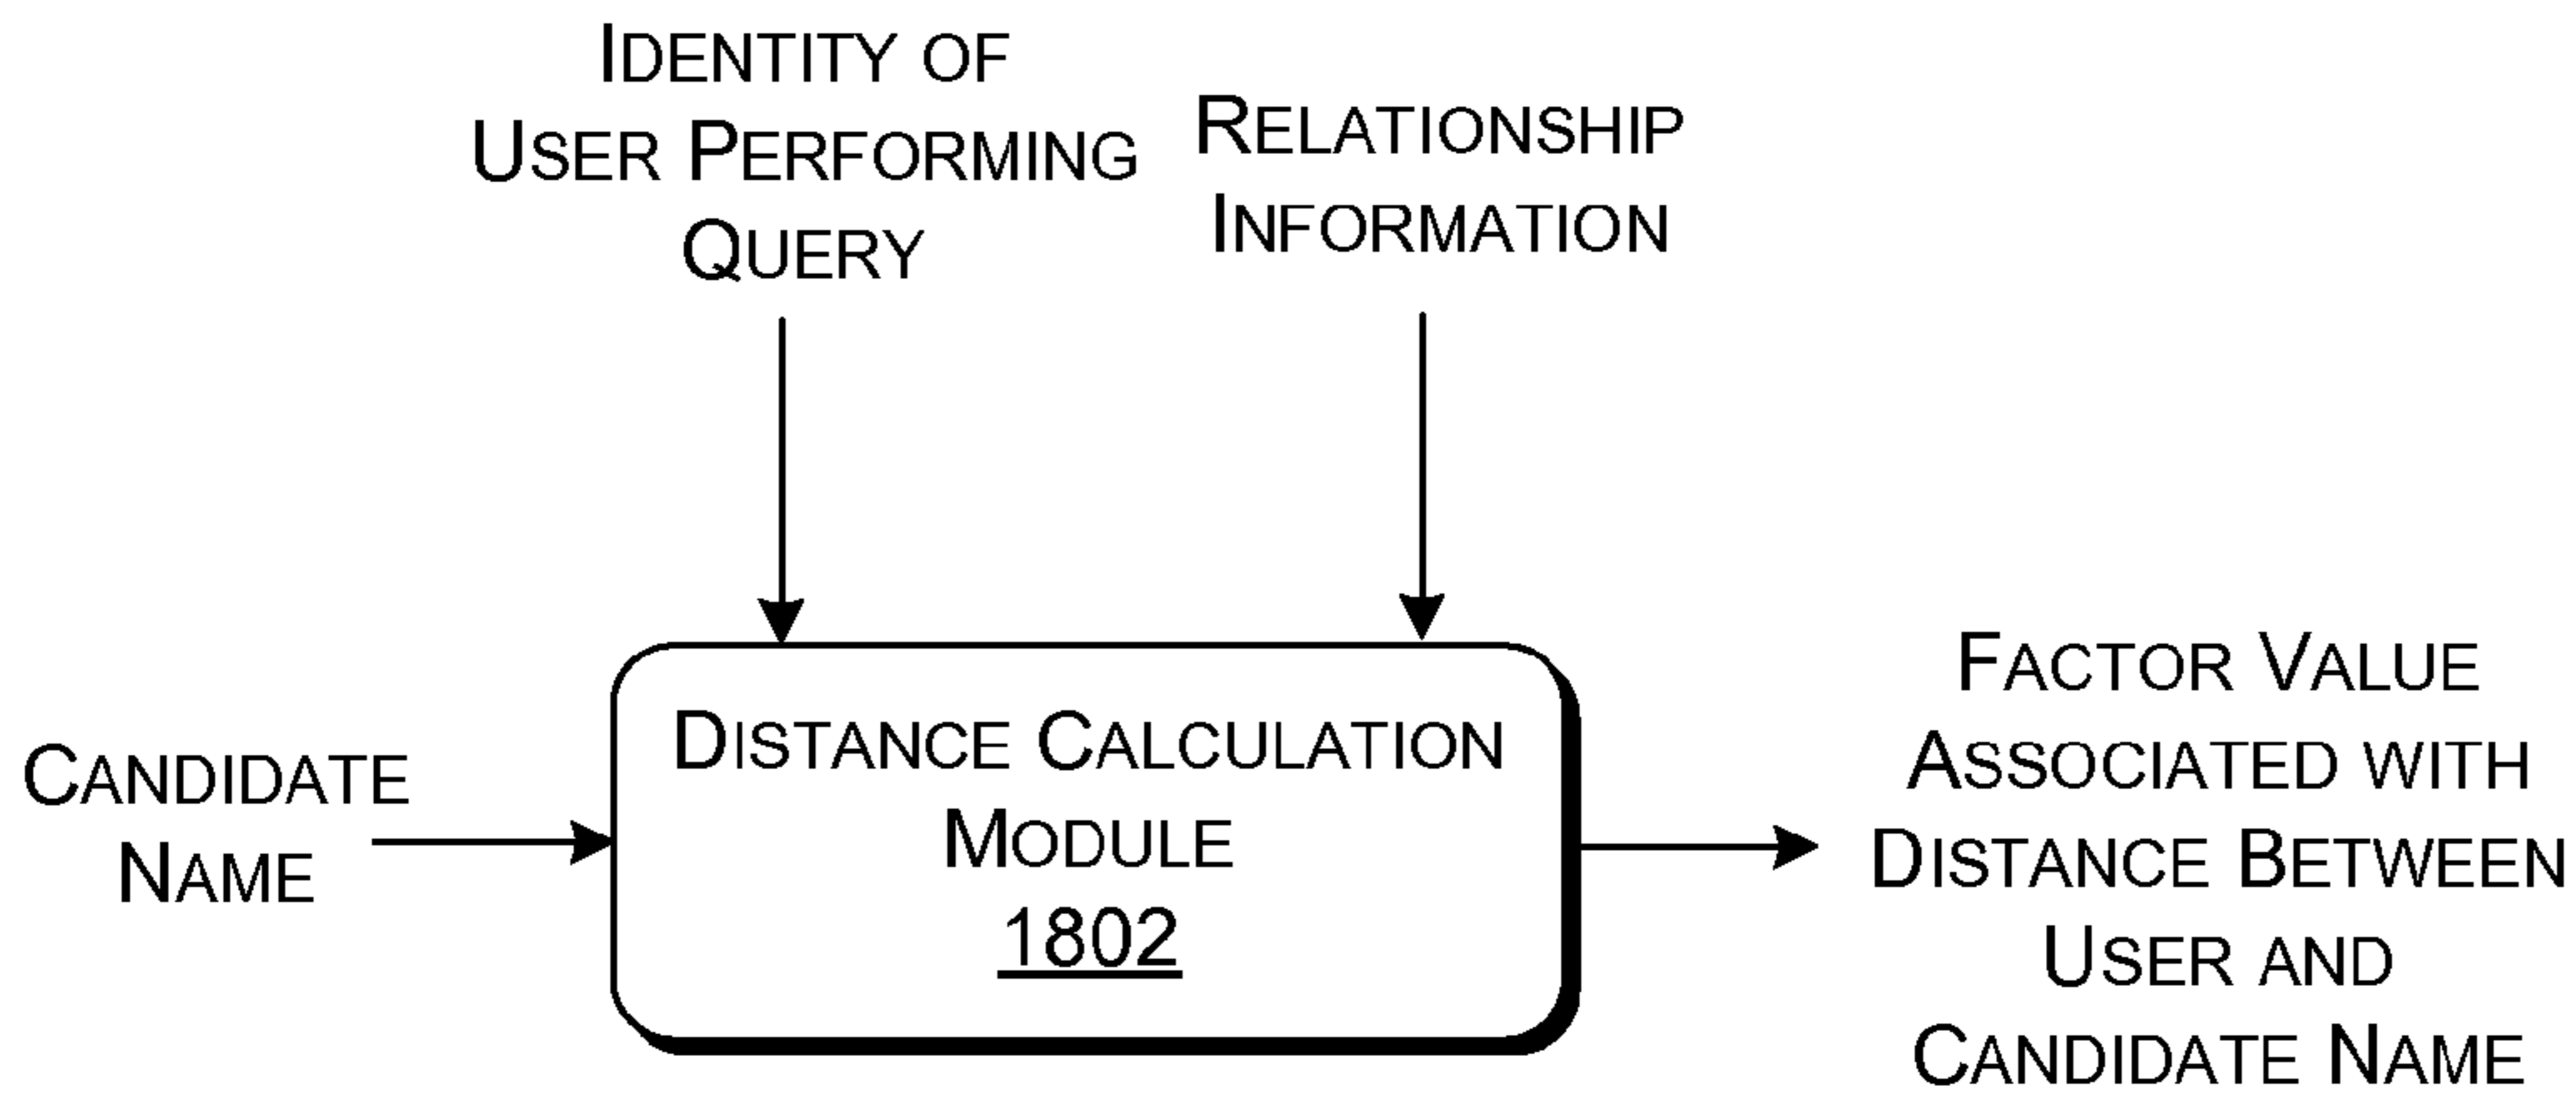 IDENTITY OF
USER PERFORMING
QUERY
RELATIONSHIP
INFORMATION
CANDIDATE
NAME
DISTANCE CALCULATION
MODULE
1802
FACTOR VALUE
ASSOCIATED WITH
DISTANCE BETWEEN
USER AND
CANDIDATE NAME